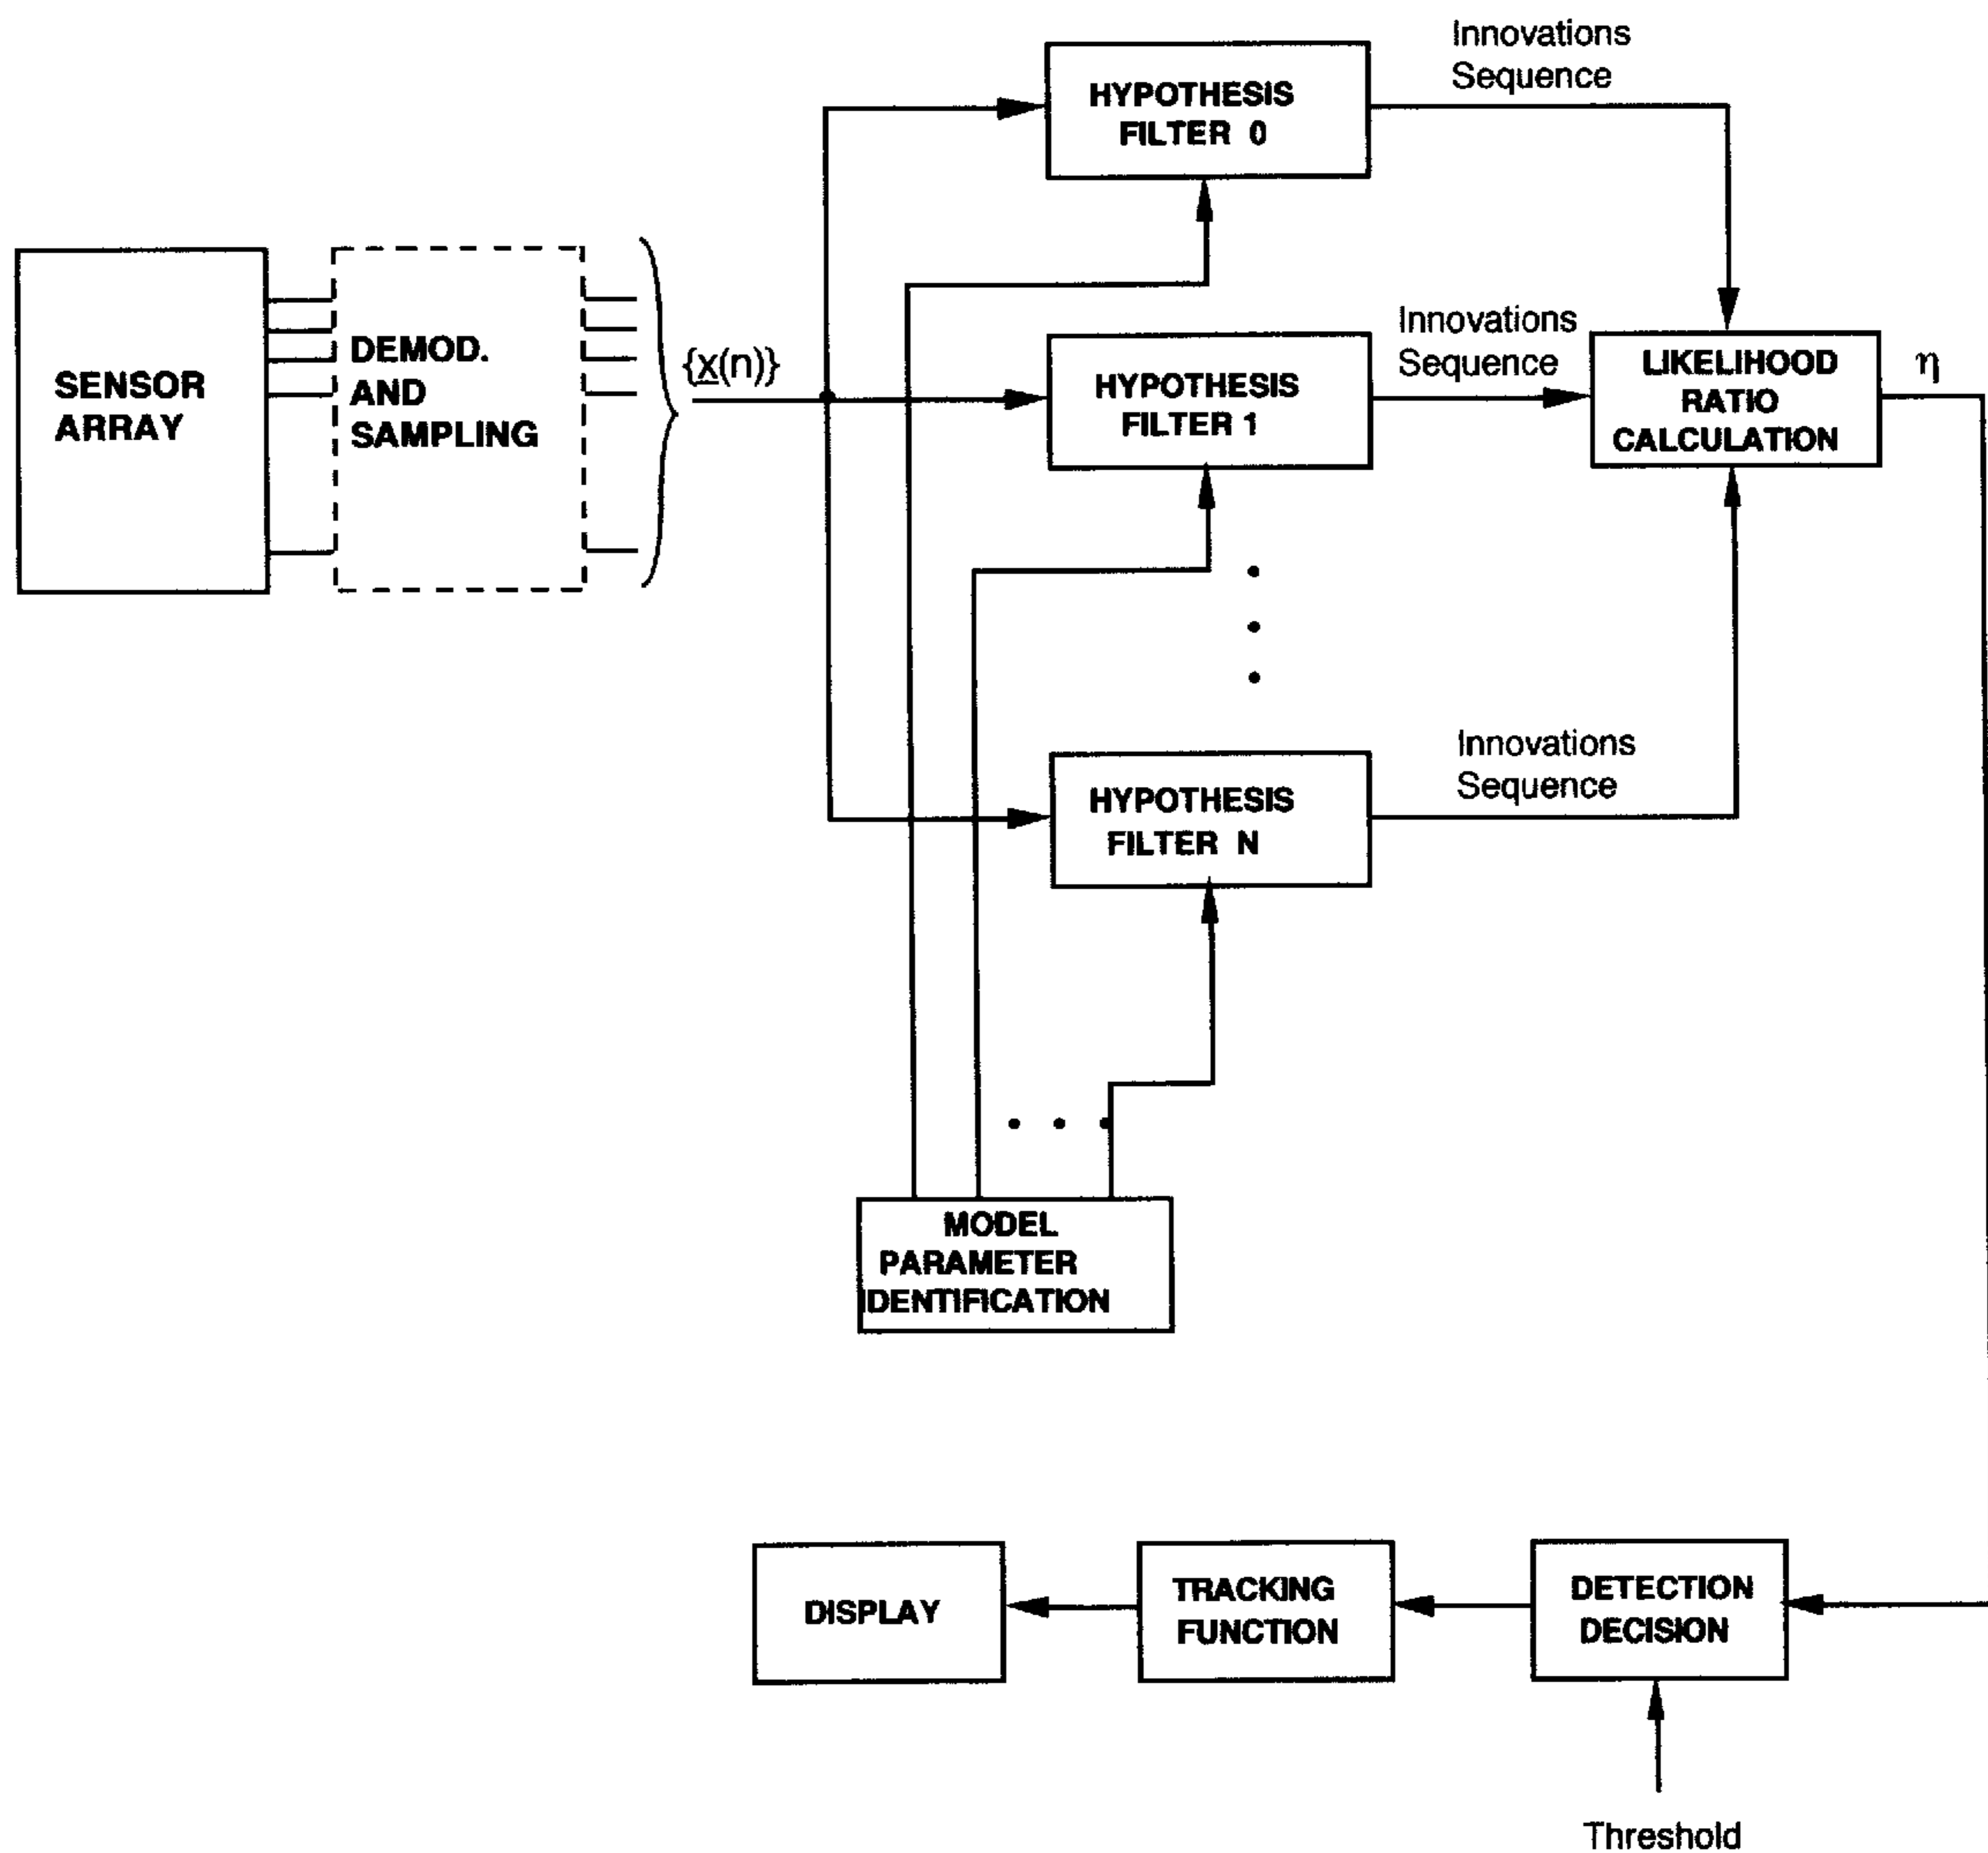 Innovations
Sequence
HYPOTHESIS
FILTER 0
SENSOR
ARRAY
DEMOD.
AND
SAMPLING
{x(n)}
Innovations
Sequence
HYPOTHESIS
FILTER 1
LIKELIHOOD
RATIO
CALCULATION
η
Innovations
Sequence
HYPOTHESIS
FILTER N
MODEL
PARAMETER
IDENTIFICATION
DISPLAY
TRACKING
FUNCTION
DETECTION
DECISION
Threshold